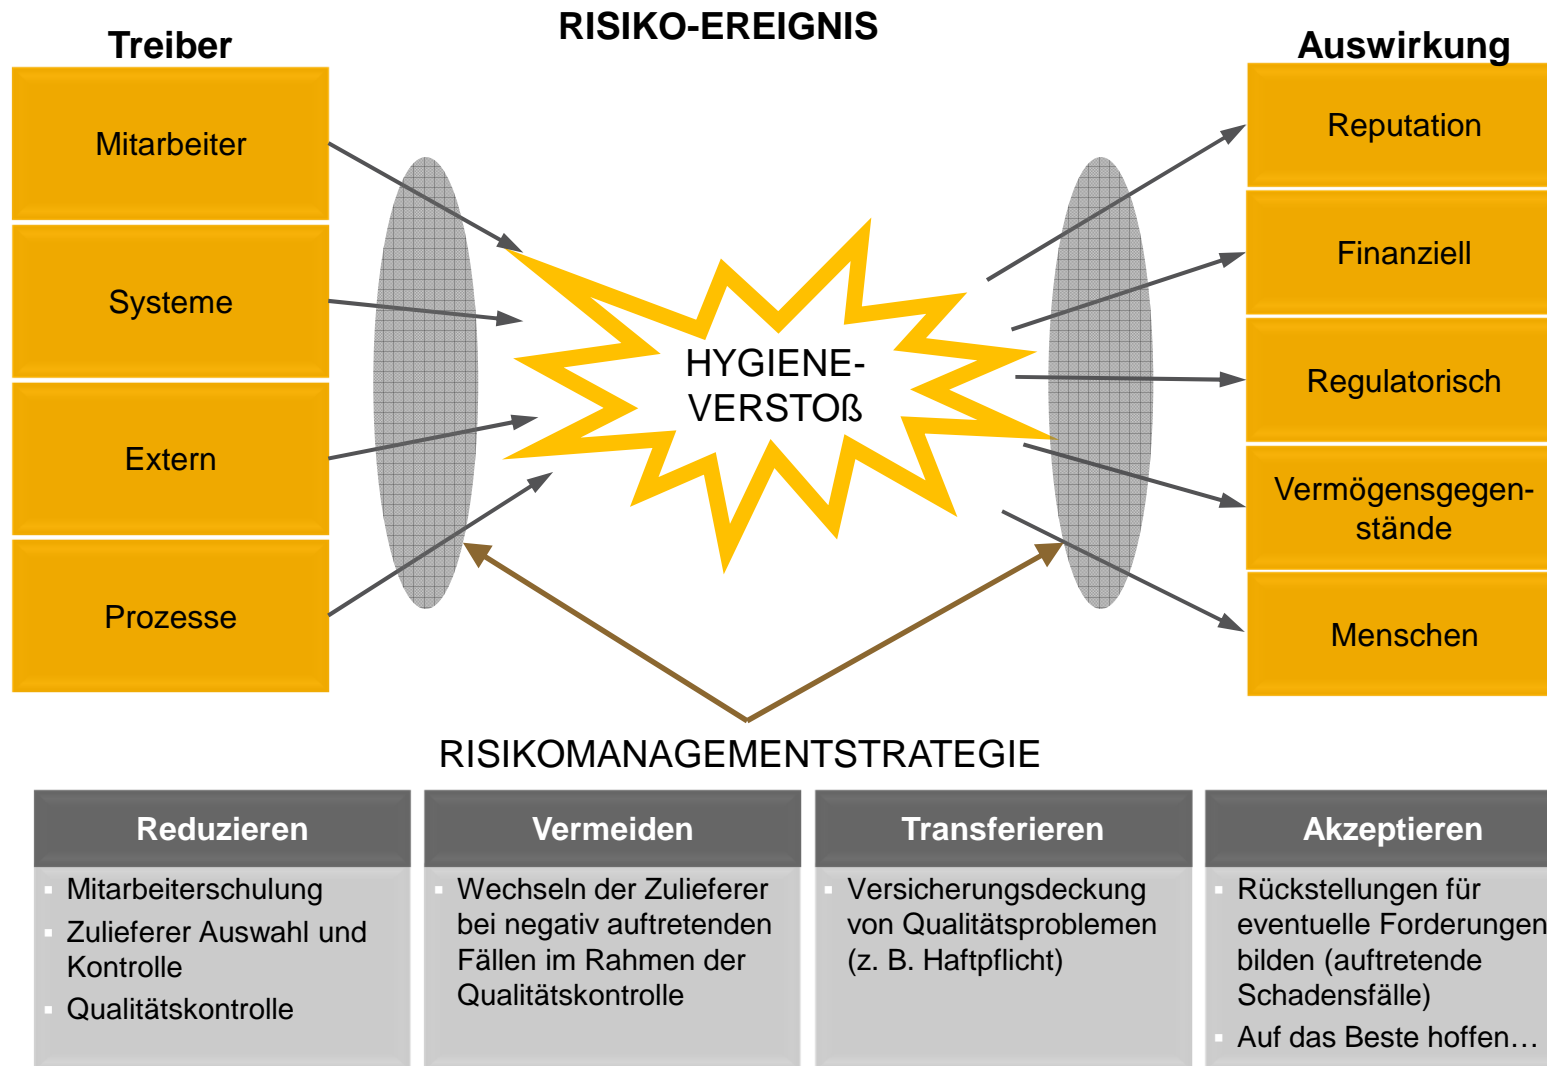 RISIKO-EREIGNIS
Treiber
Auswirkung
Mitarbeiter
Systeme
Extern
Prozesse
HYGIENE-
VERSTOß
Reputation
Finanziell
Regulatorisch
Vermögensgegen-
stände
Menschen
RISIKOMANAGEMENTSTRATEGIE
Reduzieren
▪ Mitarbeiterschulung
▪ Zulieferer Auswahl und
Kontrolle
▪ Qualitätskontrolle
Vermeiden
▪ Wechseln der Zulieferer
bei negativ auftretenden
Fällen im Rahmen der
Qualitätskontrolle
Transferieren
▪ Versicherungsdeckung
von Qualitätsproblemen
(z. B. Haftpflicht)
Akzeptieren
▪ Rückstellungen für
eventuelle Forderungen
bilden (auftretende
Schadensfälle)
▪ Auf das Beste hoffen…